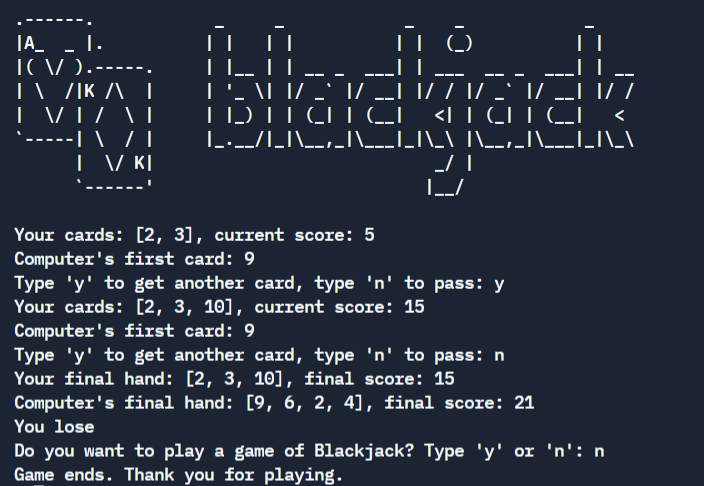 .------.            _     _            _    _            _
|A_  _ |.          | |   | |          | |  (_)          | |
|( \/ ).-----.     | |__ | | __ _  ___| | ___  __ _  ___| | __
| \  /|K /\  |     | '_ \| |/ _` |/ __| |/ / |/ _` |/ __| |/ /
|  \/ | /  \ |     | |_) | | (_| | (__|   <| | (_| | (__|   <
`-----| \  / |     |_.__/|_|\__,_|\___|_|\_\ |\__,_|\___|_|\_\
      |  \/ K|                            _/ |
      `------'                           |__/
Your cards: [2, 3], current score: 5
Computer's first card: 9
Type 'y' to get another card, type 'n' to pass: y
Your cards: [2, 3, 10], current score: 15
Computer's first card: 9
Type 'y' to get another card, type 'n' to pass: n
Your final hand: [2, 3, 10], final score: 15
Computer's final hand: [9, 6, 2, 4], final score: 21
You lose
Do you want to play a game of Blackjack? Type 'y' or 'n': n
Game ends. Thank you for playing.